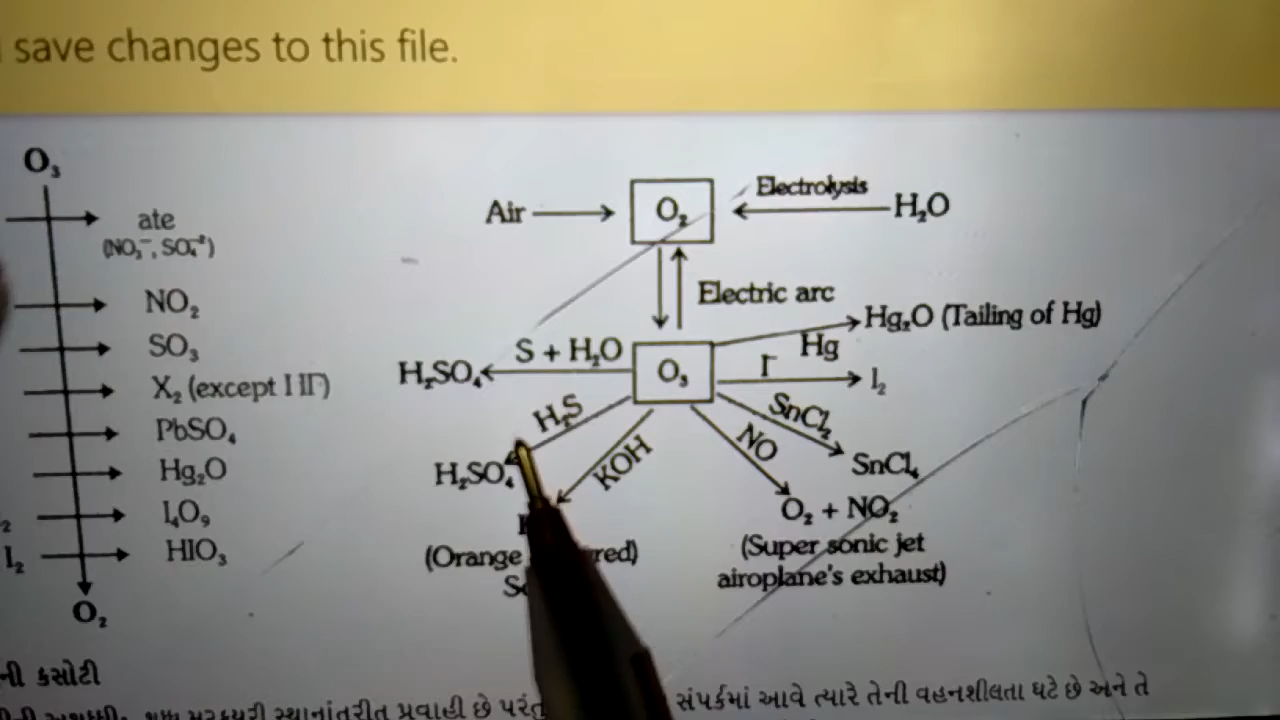 save changes to this file.
O₃
ate
(NO₃⁻, SO₄⁻²)
NO₂
SO₃
X₂ (except I
PbSO₄
Hg₂O
I₄O₉
I₂ HIO₃
O₂
Air O₂ Electrolysis H₂O
Electric arc
Hg₂O (Tailing of Hg)
Hg
S + H₂O O₃ I⁻ I₂
H₂SO₄
H₂S SnCl₂
H₂SO₄ KOH NO SnCl₄
O₂ + NO₂
(Orange red) (Super sonic jet
airoplane's exhaust)
ની કસોટી
સ્થાનાંતરીત પ્રવાહી છે પરંતુ સંપર્કમાં આવે ત્યારે તેની વહનશીલતા ઘટે છે અને તે